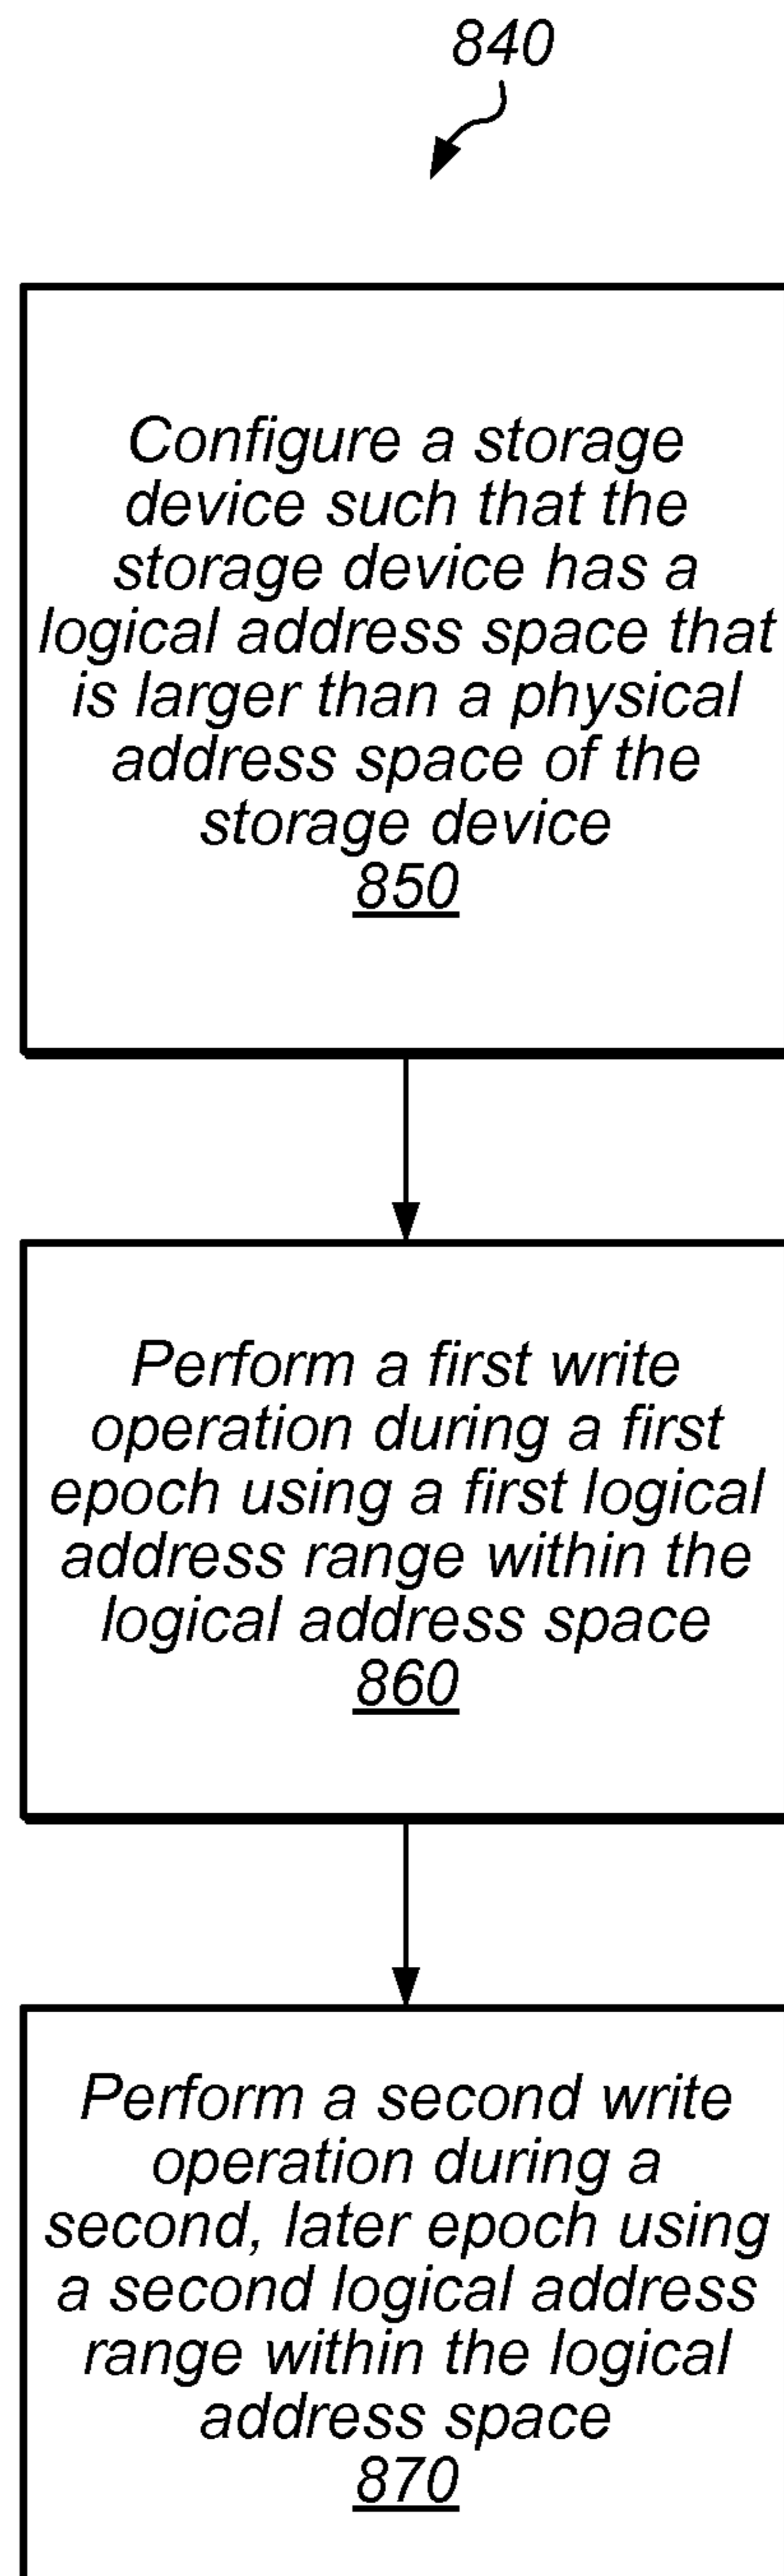 840
Configure a storage
device such that the
storage device has a
logical address space that
is larger than a physical
address space of the
storage device
850
Perform a first write
operation during a first
epoch using a first logical
address range within the
logical address space
860
Perform a second write
operation during a
second, later epoch using
a second logical address
range within the logical
address space
870